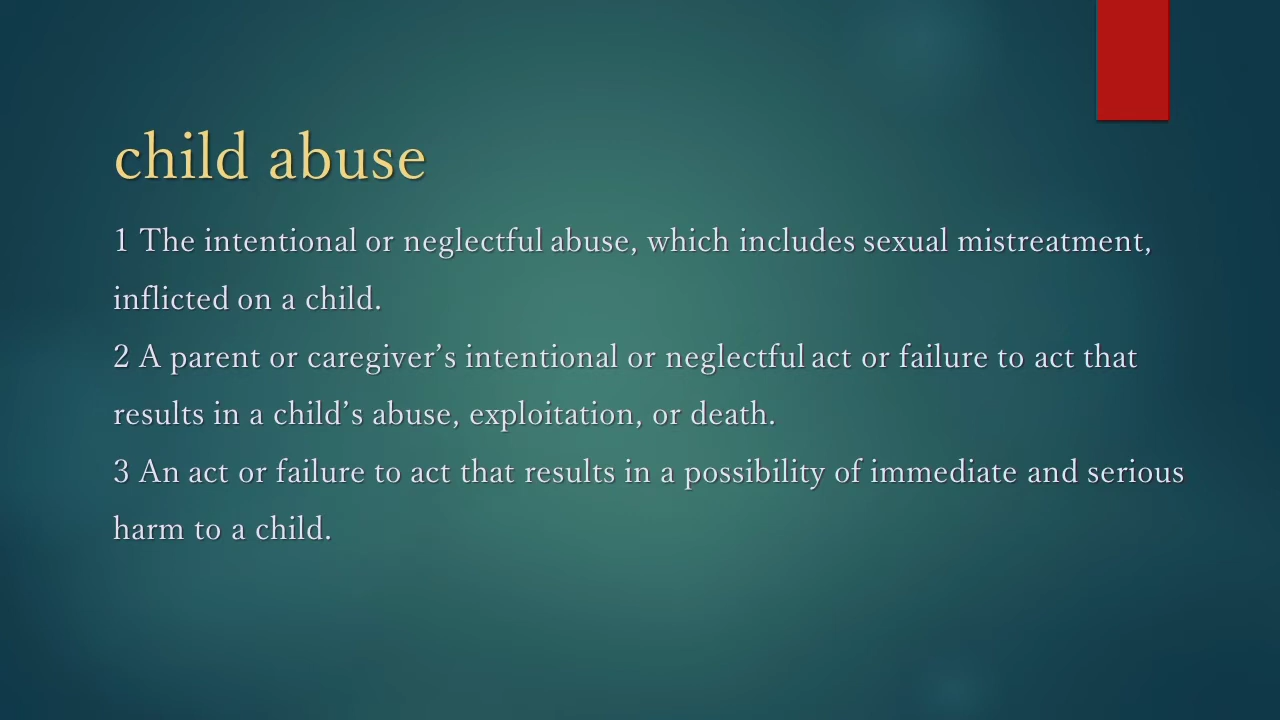 child abuse
1 The intentional or neglectful abuse, which includes sexual mistreatment,
inflicted on a child.
2 A parent or caregiver’s intentional or neglectful act or failure to act that
results in a child’s abuse, exploitation, or death.
3 An act or failure to act that results in a possibility of immediate and serious
harm to a child.